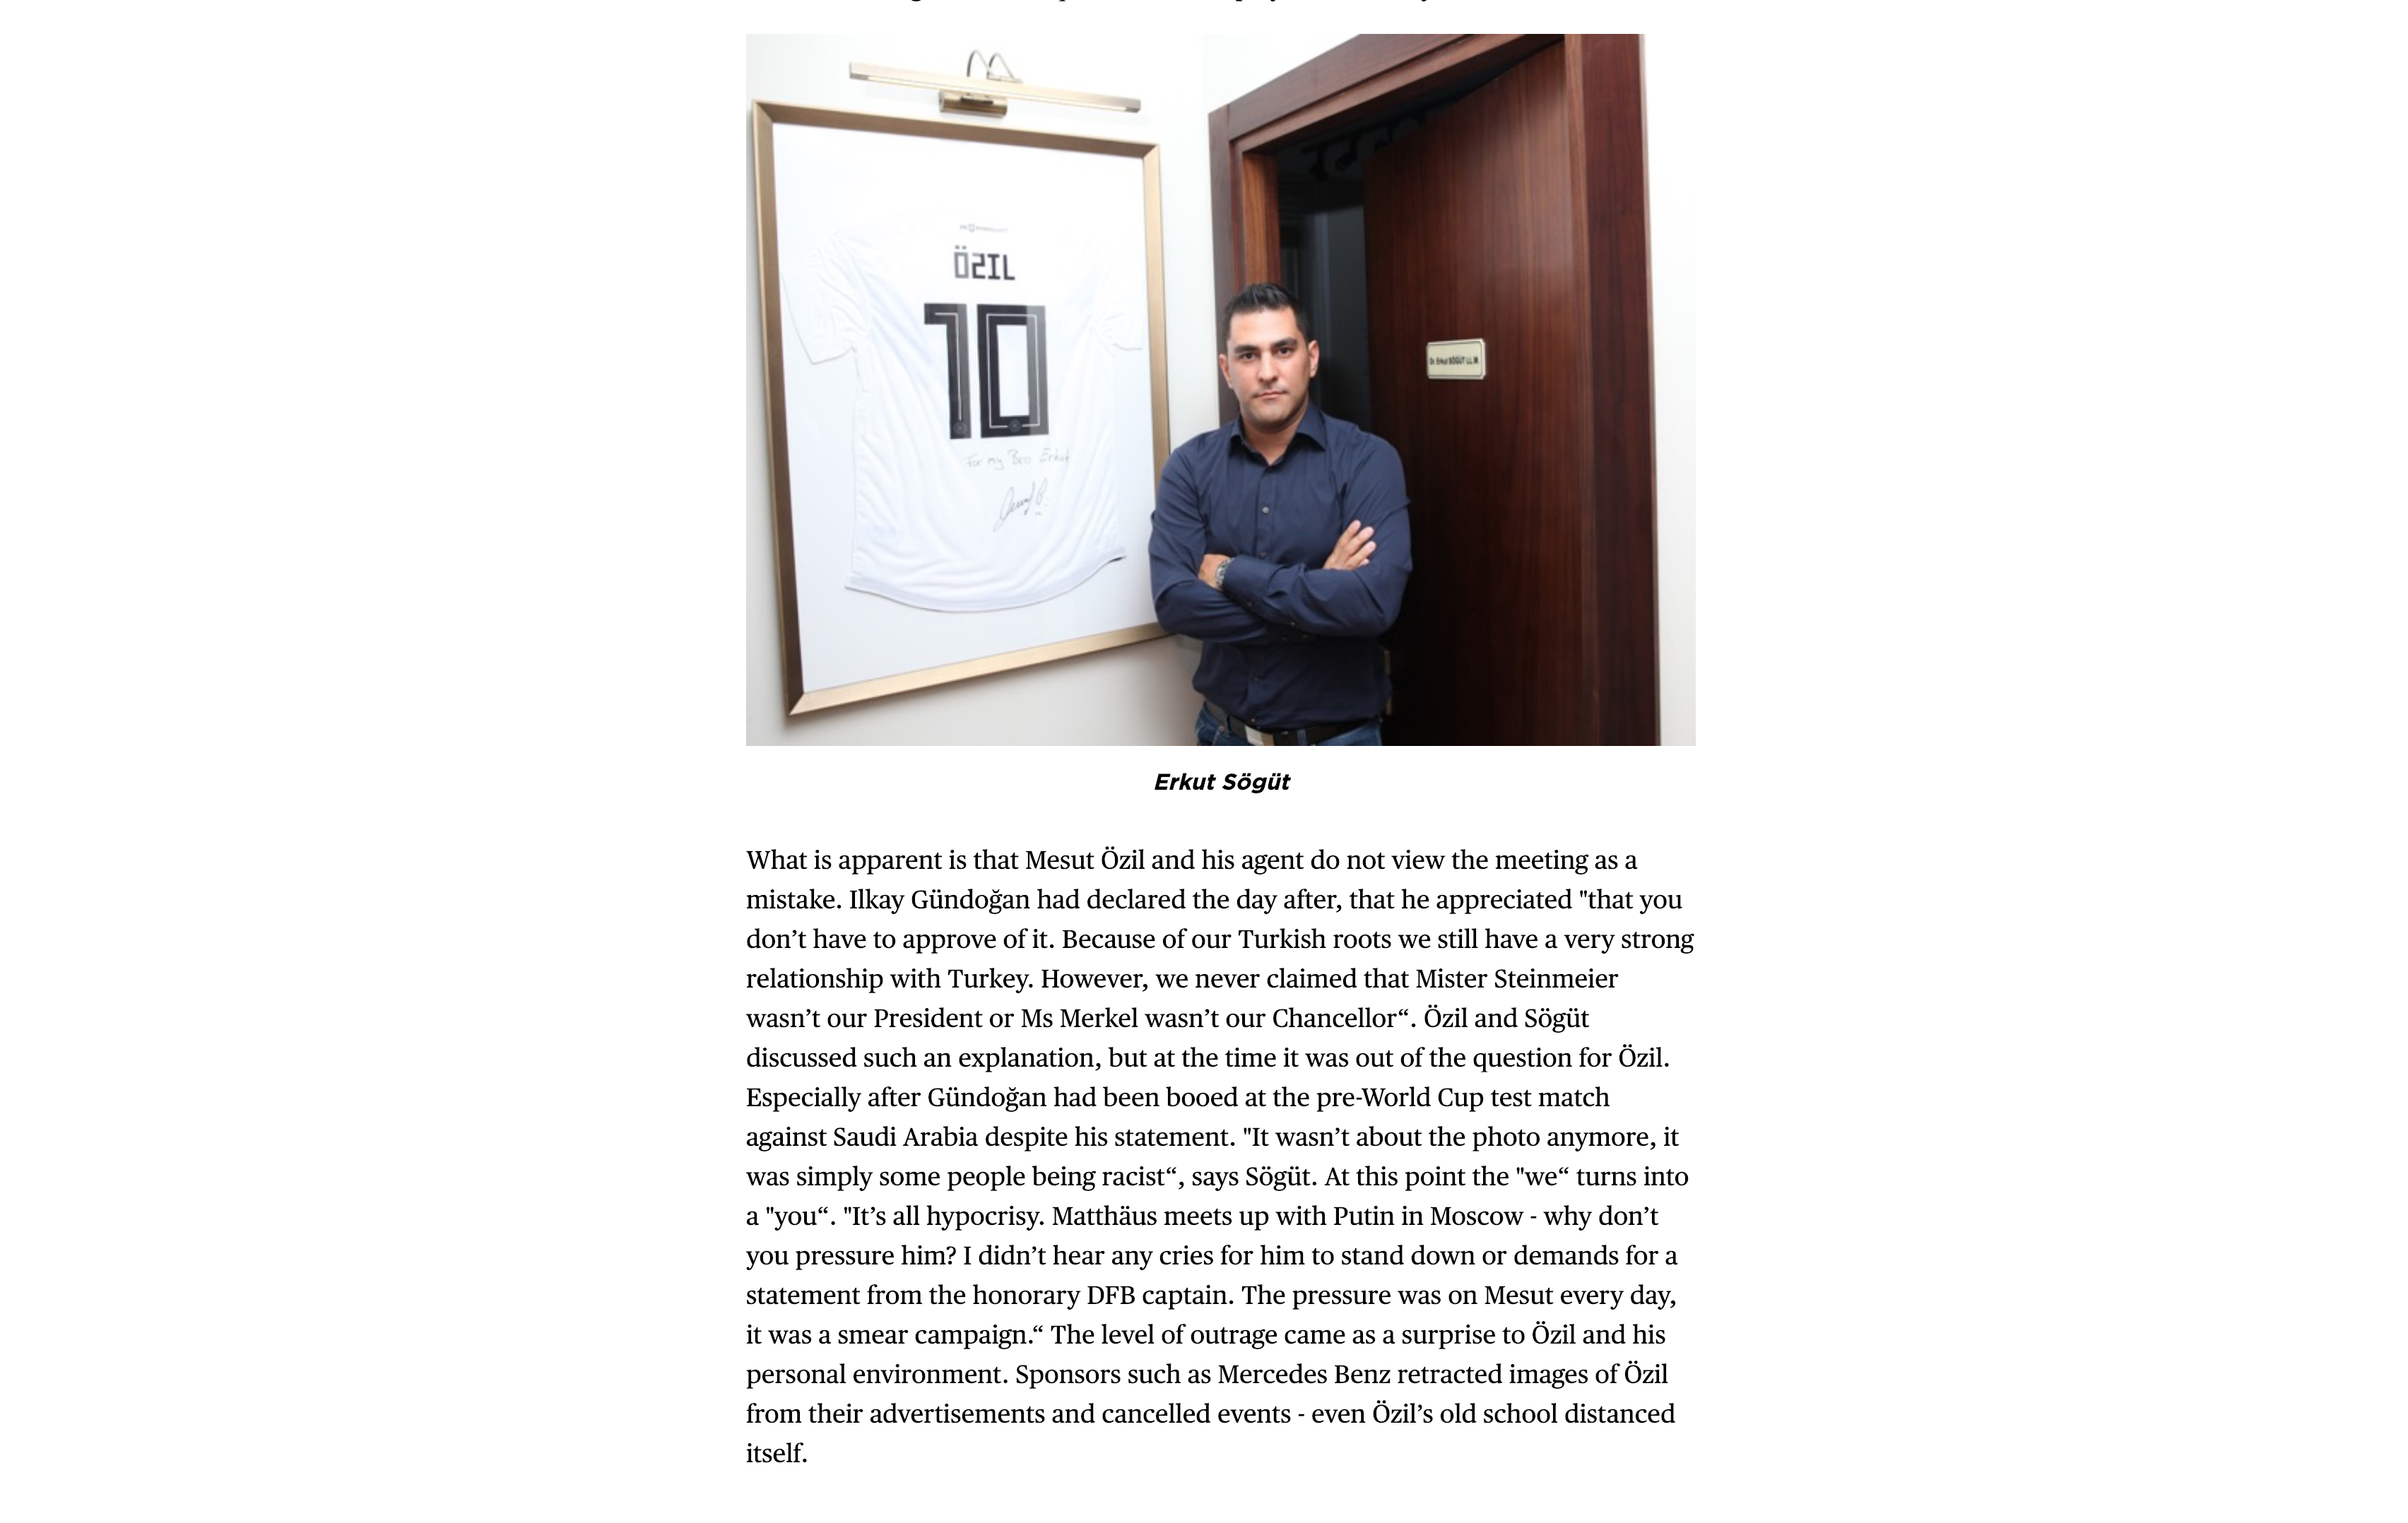 ÖZIL
10
For my Bro Erkut
Dr. Erkut SÖGÜT LL.M
Erkut Sögüt
What is apparent is that Mesut Özil and his agent do not view the meeting as a
mistake. Ilkay Gündoğan had declared the day after, that he appreciated "that you
don’t have to approve of it. Because of our Turkish roots we still have a very strong
relationship with Turkey. However, we never claimed that Mister Steinmeier
wasn’t our President or Ms Merkel wasn’t our Chancellor“. Özil and Sögüt
discussed such an explanation, but at the time it was out of the question for Özil.
Especially after Gündoğan had been booed at the pre-World Cup test match
against Saudi Arabia despite his statement. "It wasn’t about the photo anymore, it
was simply some people being racist“, says Sögüt. At this point the "we“ turns into
a "you“. "It’s all hypocrisy. Matthäus meets up with Putin in Moscow - why don’t
you pressure him? I didn’t hear any cries for him to stand down or demands for a
statement from the honorary DFB captain. The pressure was on Mesut every day,
it was a smear campaign.“ The level of outrage came as a surprise to Özil and his
personal environment. Sponsors such as Mercedes Benz retracted images of Özil
from their advertisements and cancelled events - even Özil’s old school distanced
itself.